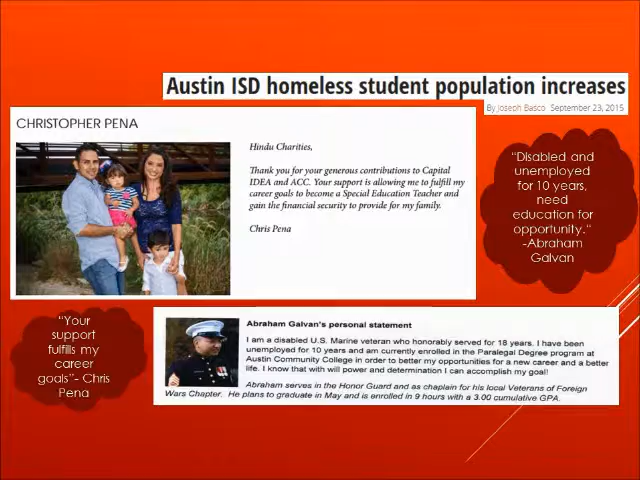 Austin ISD homeless student population increases
By Joseph Basco September 23, 2015
CHRISTOPHER PENA
Hindu Charities,
Thank you for your generous contributions to Capital
IDEA and ACC. Your support is allowing me to fulfill my
career goals to become a Special Education Teacher and
gain the financial security to provide for my family.
Chris Pena
"Disabled and
unemployed
for 10 years,
need
education for
opportunity."
-Abraham
Galvan
"Your
support
fulfills my
career
goals"- Chris
Pena
Abraham Galvan's personal statement
I am a disabled U.S. Marine veteran who honorably served for 18 years. I have been
unemployed for 10 years and am currently enrolled in the Paralegal Degree program at
Austin Community College in order to better my opportunities for a new career and a better
life. I know that with will power and determination I can accomplish my goal!
Abraham serves in the Honor Guard and as chaplain for his local Veterans of Foreign
Wars Chapter. He plans to graduate in May and is enrolled in 9 hours with a 3.00 cumulative GPA.